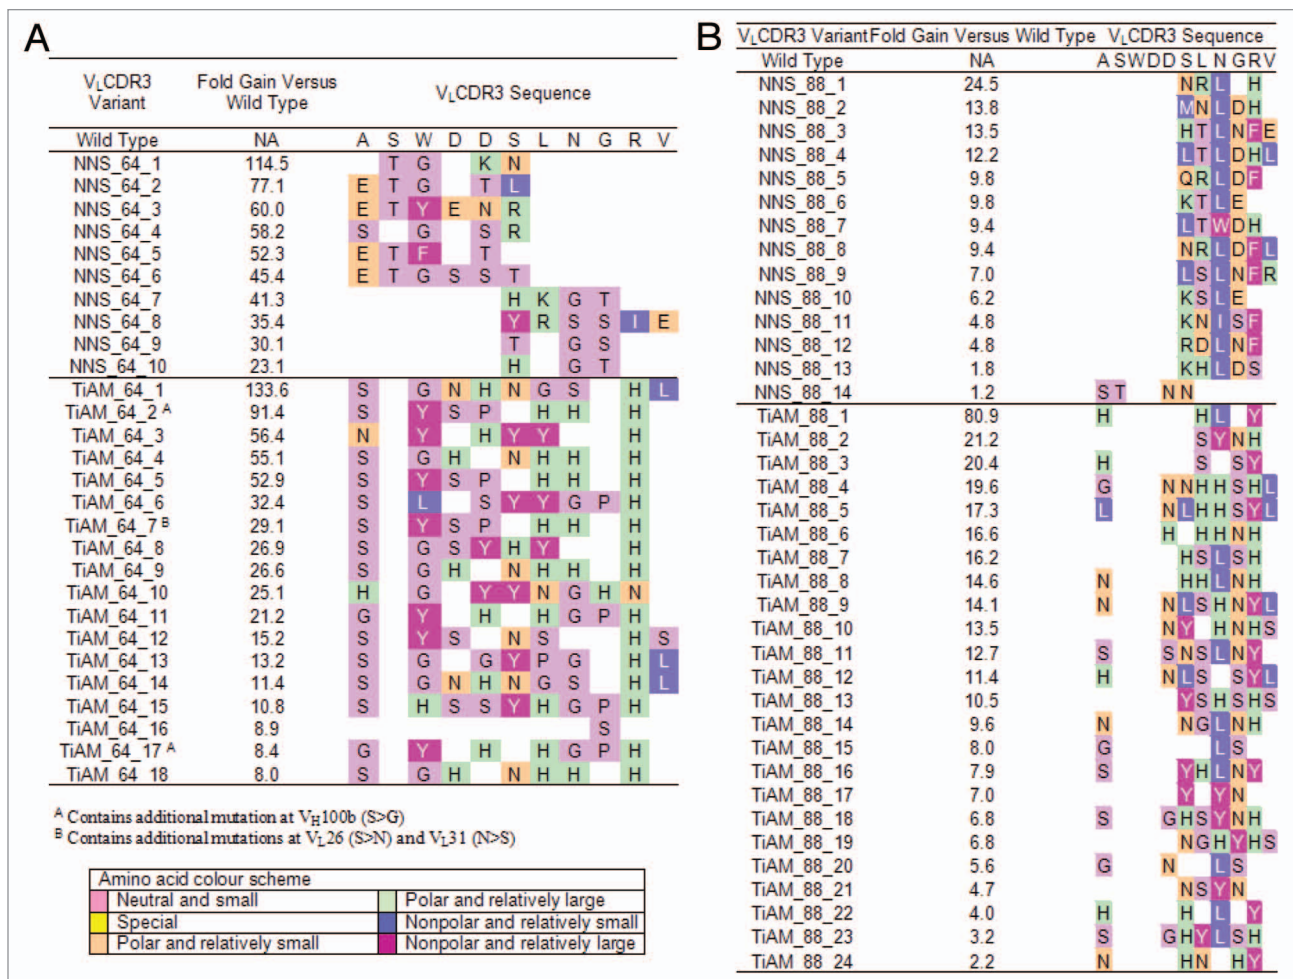 A
VLCDR3 Variant
Fold Gain Versus Wild Type
VLCDR3 Sequence
Wild Type NA A S W D D S L N G R V
NNS_64_1 114.5 T G K N
NNS_64_2 77.1 E T G T L
NNS_64_3 60.0 E T Y E N R
NNS_64_4 58.2 S G S R
NNS_64_5 52.3 E T F T
NNS_64_6 45.4 E T G S S T
NNS_64_7 41.3 H K G T
NNS_64_8 35.4 Y R S S I E
NNS_64_9 30.1 T G S
NNS_64_10 23.1 H G T
TiAM_64_1 133.6 S G N H N G S H L
TiAM_64_2 A 91.4 S Y S P H H H
TiAM_64_3 56.4 N Y H Y Y H
TiAM_64_4 55.1 S G H N H H H
TiAM_64_5 52.9 S Y S P H H H
TiAM_64_6 32.4 S L S Y Y G P H
TiAM_64_7 B 29.1 S Y S P H H H
TiAM_64_8 26.9 S G S Y H Y H
TiAM_64_9 26.6 S G H N H H H
TiAM_64_10 25.1 H G Y Y N G H N
TiAM_64_11 21.2 G Y H H G P H
TiAM_64_12 15.2 S Y S N S H S
TiAM_64_13 13.2 S G G Y P G H L
TiAM_64_14 11.4 S G N H N G S H L
TiAM_64_15 10.8 S H S S Y H G P H
TiAM_64_16 8.9 S
TiAM_64_17 A 8.4 G Y H H G P H
TiAM_64_18 8.0 S G H N H H H
A Contains additional mutation at VH100b (S>G)
B Contains additional mutations at VL26 (S>N) and VL31 (N>S)
Amino acid colour scheme
Neutral and small Polar and relatively large
Special Nonpolar and relatively small
Polar and relatively small Nonpolar and relatively large
B
VLCDR3 Variant Fold Gain Versus Wild Type VLCDR3 Sequence
Wild Type NA A S W D D S L N G R V
NNS_88_1 24.5 N R L H
NNS_88_2 13.8 M N L D H
NNS_88_3 13.5 H T L N F E
NNS_88_4 12.2 L T L D H L
NNS_88_5 9.8 Q R L D F
NNS_88_6 9.8 K T L E
NNS_88_7 9.4 L T W D H
NNS_88_8 9.4 N R L D F L
NNS_88_9 7.0 L S L N F R
NNS_88_10 6.2 K S L E
NNS_88_11 4.8 K N I S F
NNS_88_12 4.8 R D L N F
NNS_88_13 1.8 K H L D S
NNS_88_14 1.2 S T N N
TiAM_88_1 80.9 H H L Y
TiAM_88_2 21.2 S Y N H
TiAM_88_3 20.4 H S S Y
TiAM_88_4 19.6 G N N H H S H L
TiAM_88_5 17.3 L N L H H S Y L
TiAM_88_6 16.6 H H H N H
TiAM_88_7 16.2 H S L S H
TiAM_88_8 14.6 N H H L N H
TiAM_88_9 14.1 N N L S H N Y L
TiAM_88_10 13.5 N Y H N H S
TiAM_88_11 12.7 S S N S L N Y
TiAM_88_12 11.4 H N L S S Y L
TiAM_88_13 10.5 Y S H S H S
TiAM_88_14 9.6 N N G L N H
TiAM_88_15 8.0 G L S
TiAM_88_16 7.9 S Y H L N Y
TiAM_88_17 7.0 Y Y N
TiAM_88_18 6.8 S G H S Y N H
TiAM_88_19 6.8 N G H Y H S
TiAM_88_20 5.6 G N L S
TiAM_88_21 4.7 N S Y N
TiAM_88_22 4.0 H H L Y
TiAM_88_23 3.2 S G H Y L S H
TiAM_88_24 2.2 N H N H Y